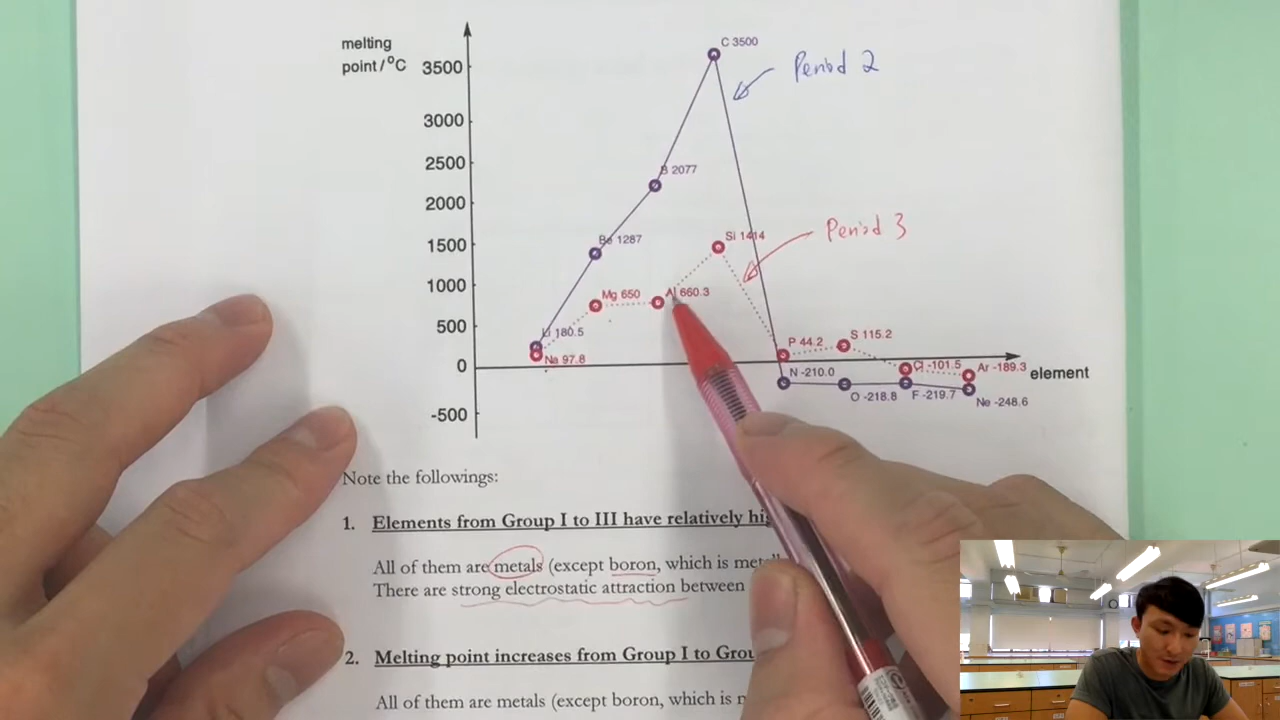 melting
point/°C
3500
3000
2500
2000
1500
1000
500
0
-500
C 3500
Period 2
B 2077
Be 1287
Si 1414
Period 3
Mg 650
Al 660.3
Li 180.5
Na 97.8
P 44.2
S 115.2
Cl -101.5
Ar -189.3
element
N -210.0
O -218.8
F -219.7
Ne -248.6
Note the followings:
1. Elements from Group I to III have relatively
All of them are metals (except boron, which is
There are strong electrostatic attraction between
2. Melting point increases from Group I to
All of them are metals (except boron, which is